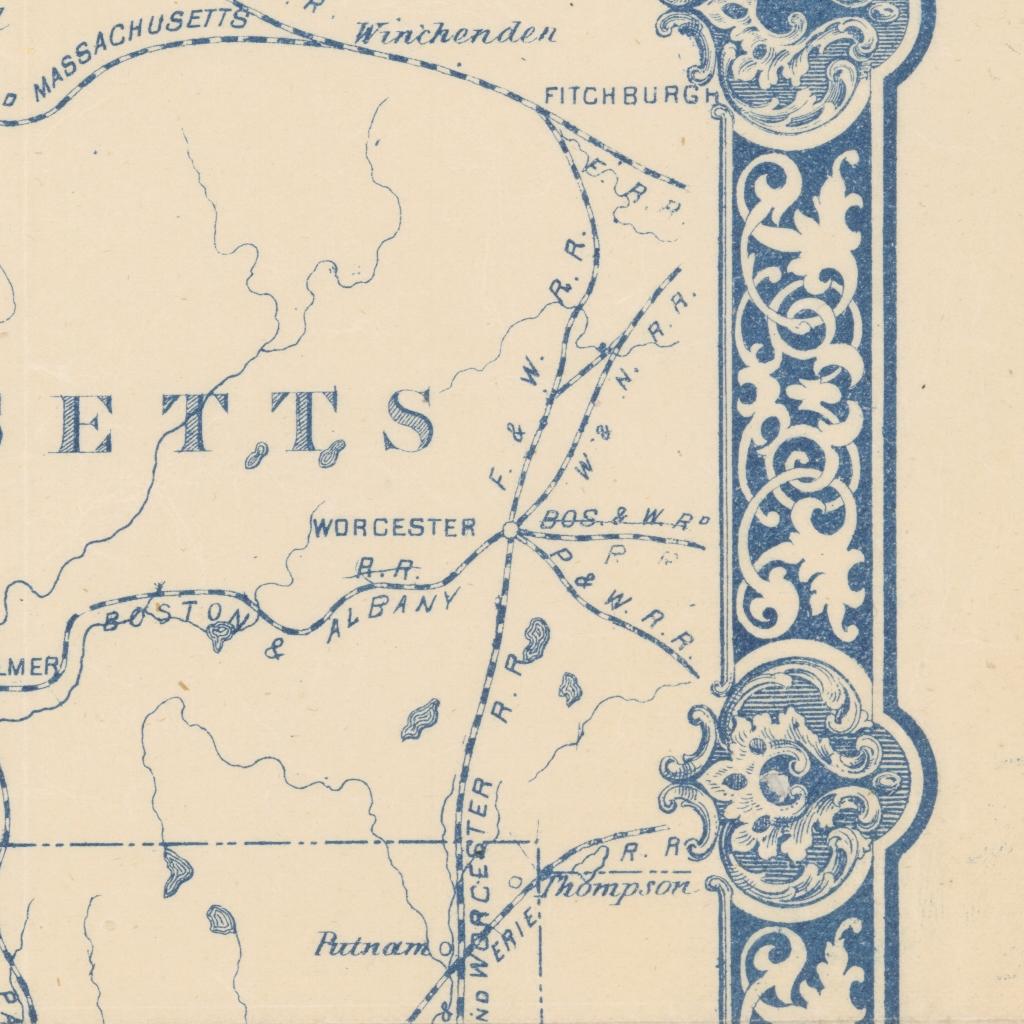 R.
MASSACHUSETTS
Winchenden
FITCHBURGH
F. R. R.
F. & W. R. R.
W & N. R. R.
SETTS
WORCESTER
BOS. & W. RD
R R
P & W. R. R.
R. R.
BOSTON & ALBANY
LMER
R. R.
R. R.
Thompson
Putnam
ERIE
ND WORCESTER
&
PA